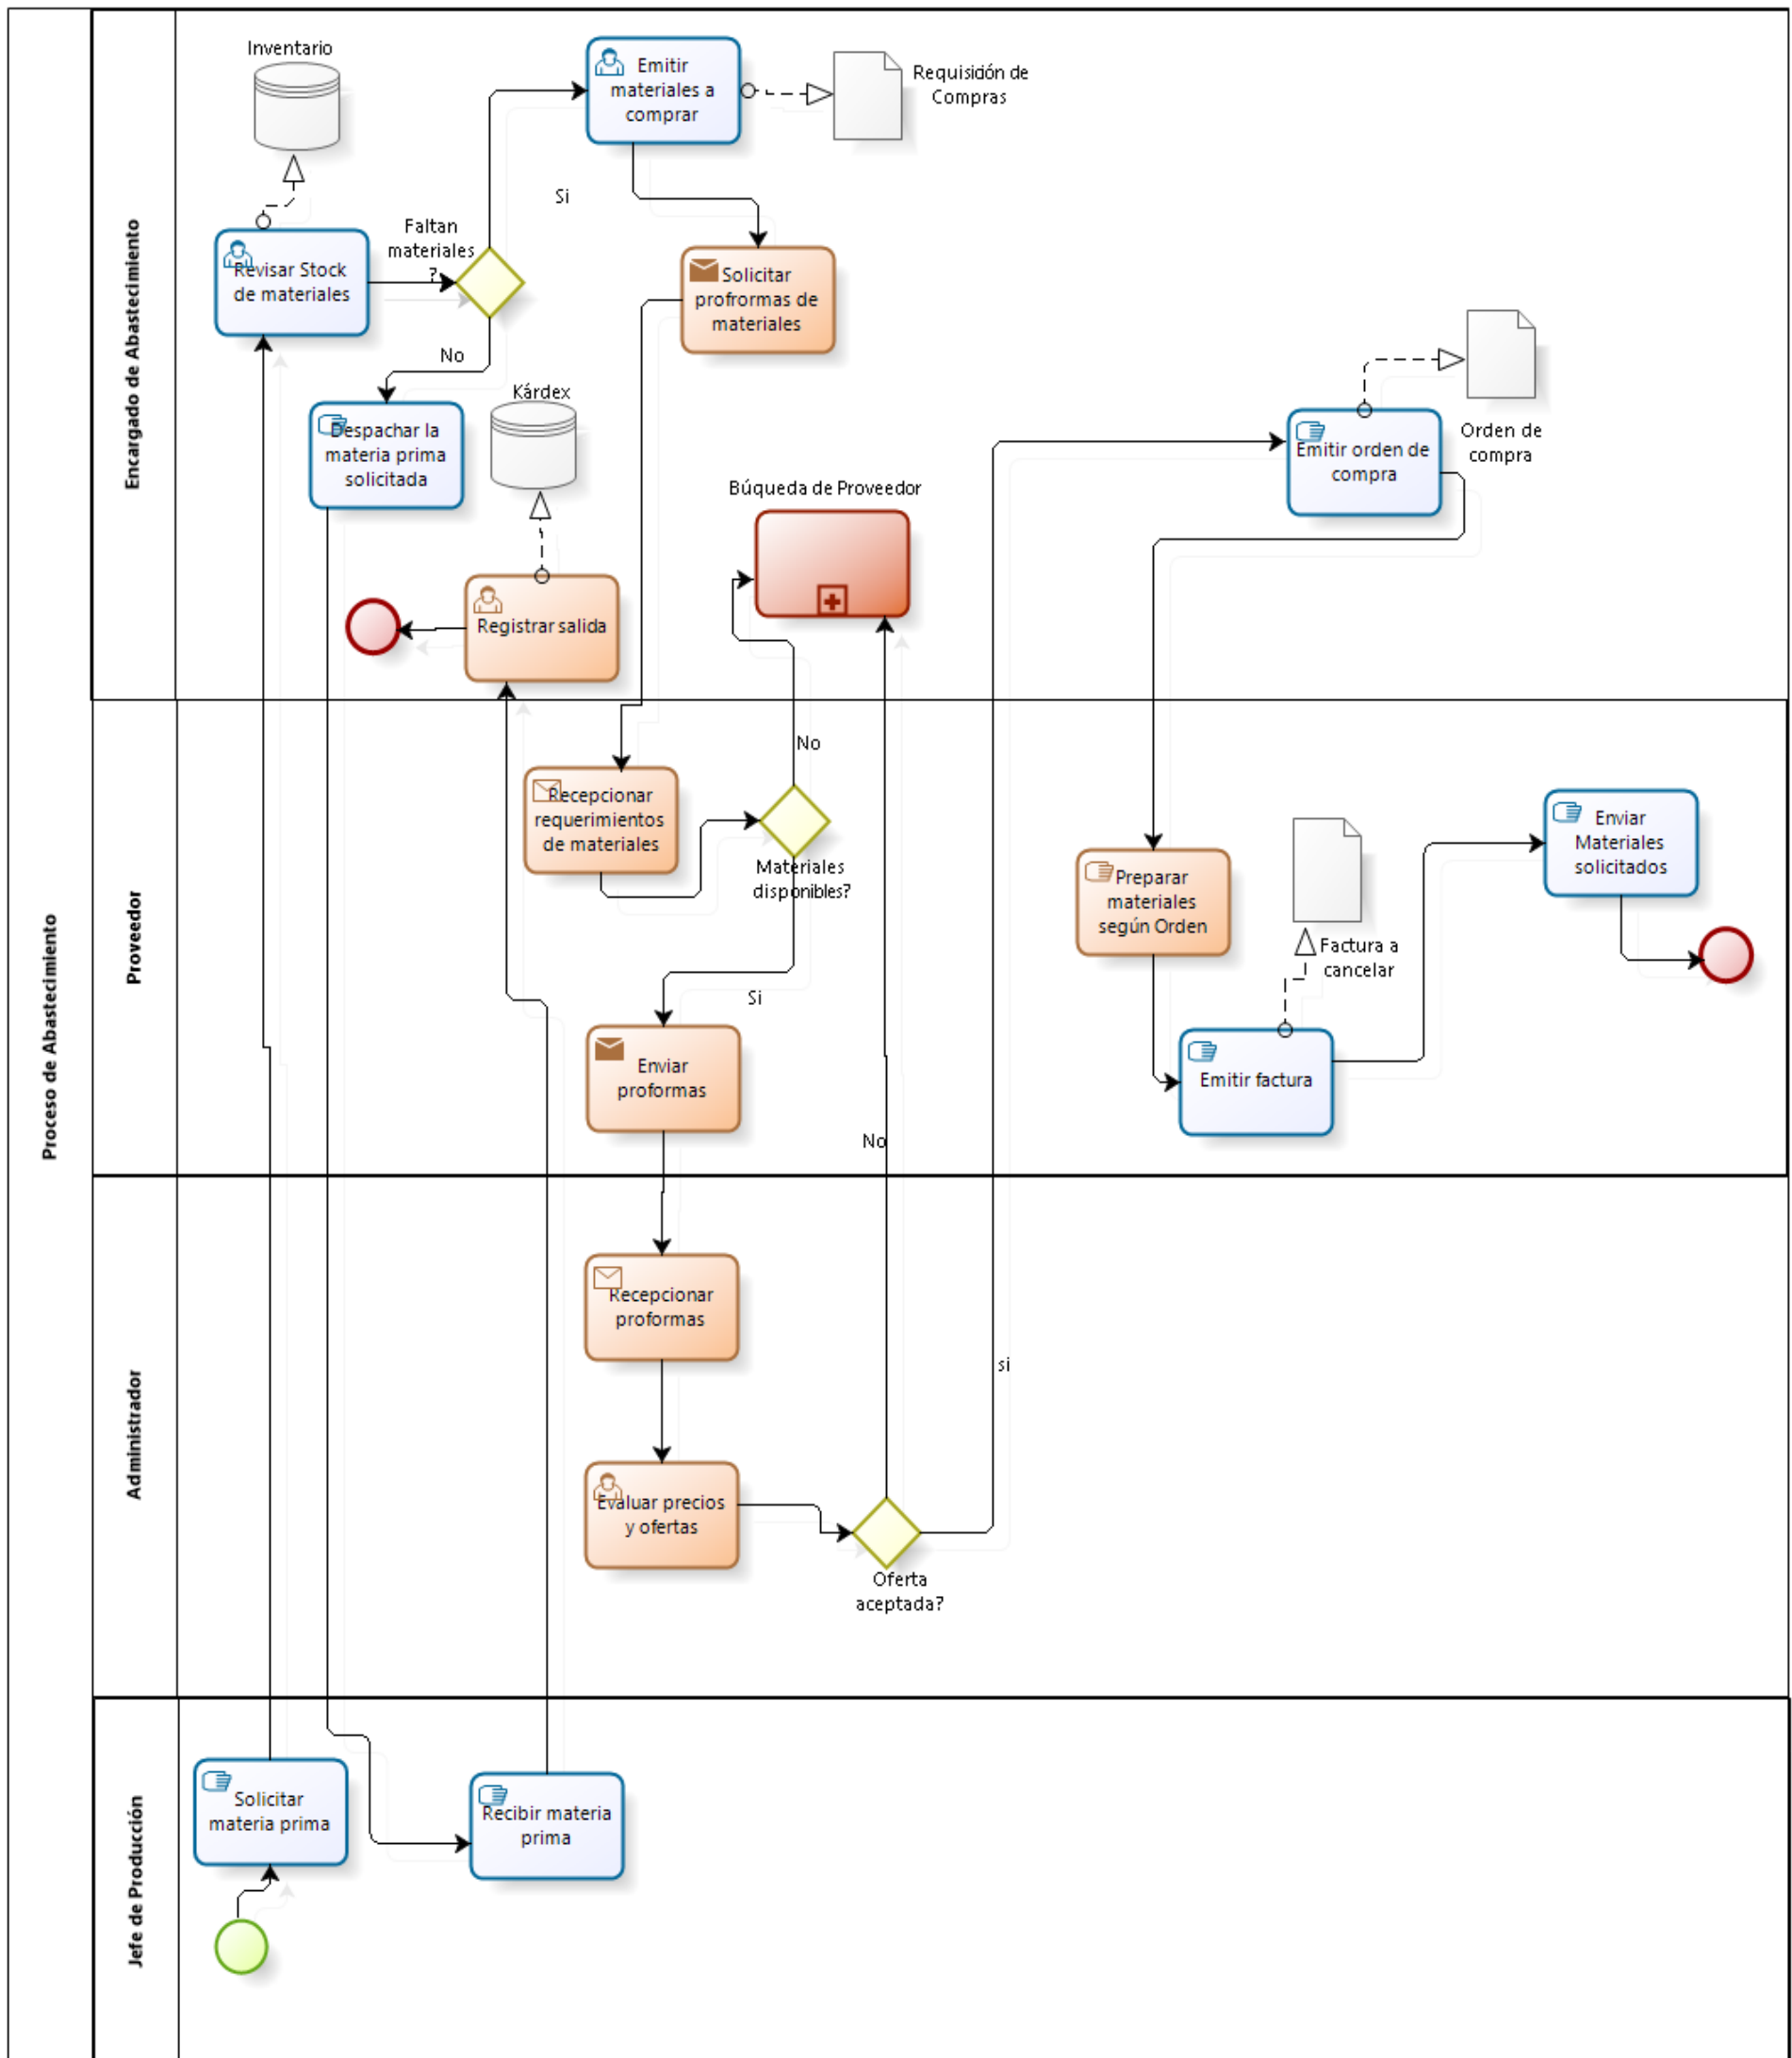 Proceso de Abastecimiento
Encargado de Abastecimiento
Inventario
Emitir
materiales a
comprar
Requisición de
Compras
Si
Faltan
materiales
?
Revisar Stock
de materiales
Solicitar
profrormas de
materiales
No
Kárdex
Despachar la
materia prima
solicitada
Emitir orden de
compra
Orden de
compra
Búqueda de Proveedor
Registrar salida
Proveedor
No
Recepcionar
requerimientos
de materiales
Materiales
disponibles?
Si
Enviar
proformas
No
Preparar
materiales
según Orden
Factura a
cancelar
Emitir factura
Enviar
Materiales
solicitados
Administrador
Recepcionar
proformas
si
Evaluar precios
y ofertas
Oferta
aceptada?
Jefe de Producción
Solicitar
materia prima
Recibir materia
prima